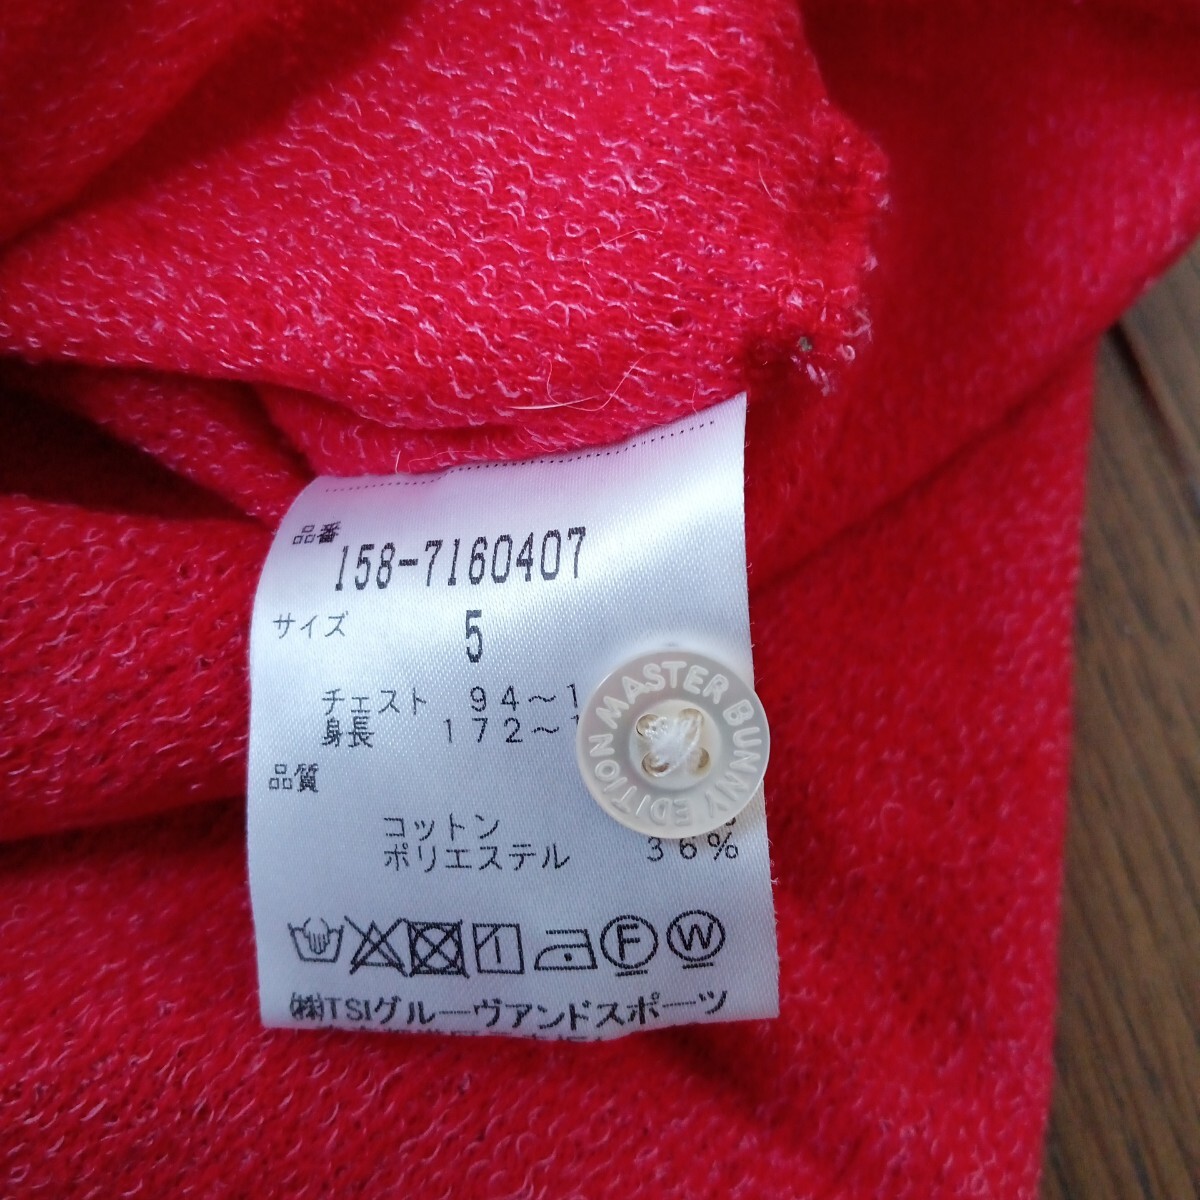 品番
158-7160407
サイズ 5
チェスト 94～1
身長 172～
品質
コットン
ポリエステル 36%
F W
㈱TSIグルーヴアンドスポーツ
MASTER BUNNY EDITION